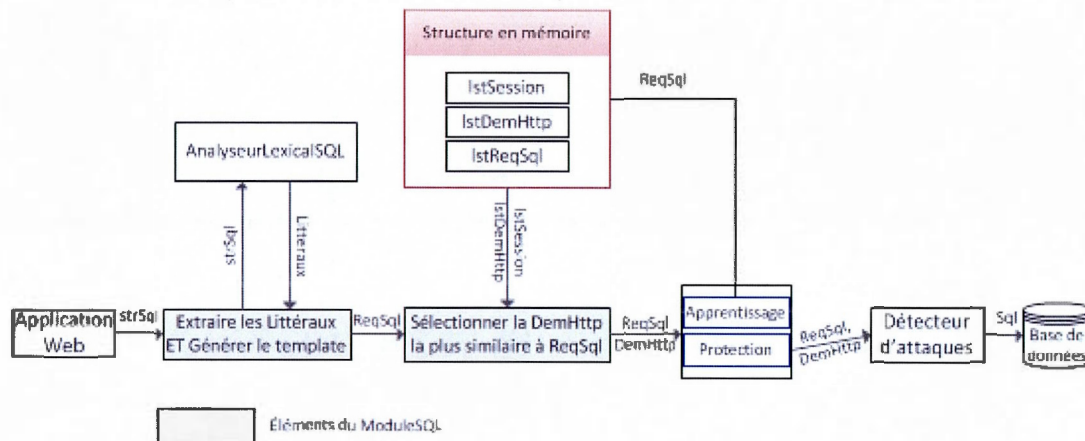 Structure en mémoire
lstSession
lstDemHttp
lstReqSql
ReqSql
AnalyseurLexicalSQL
strSql
Littéraux
lstSession
lstDemHttp
Application
Web
strSql
Extraire les Littéraux
ET Générer le template
ReqSql
Sélectionner la DemHttp
la plus similaire à ReqSql
ReqSql
DemHttp
Apprentissage
Protection
ReqSql,
DemHttp
Détecteur
d'attaques
Sql
Base de
données
Éléments du ModuleSQL